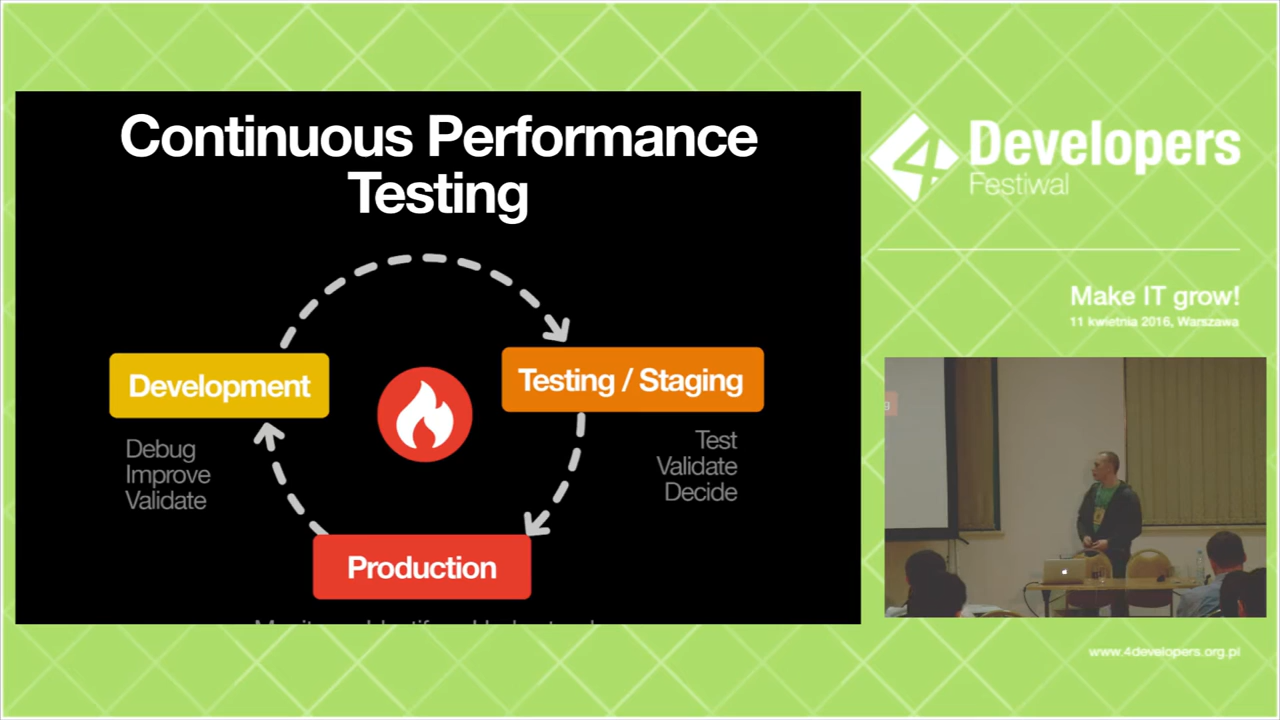 Continuous Performance
Testing
Development
Testing / Staging
Debug
Improve
Validate
Test
Validate
Decide
Production
4Developers
Festiwal
Make IT grow!
11 kwietnia 2016, Warszawa
www.4developers.org.pl